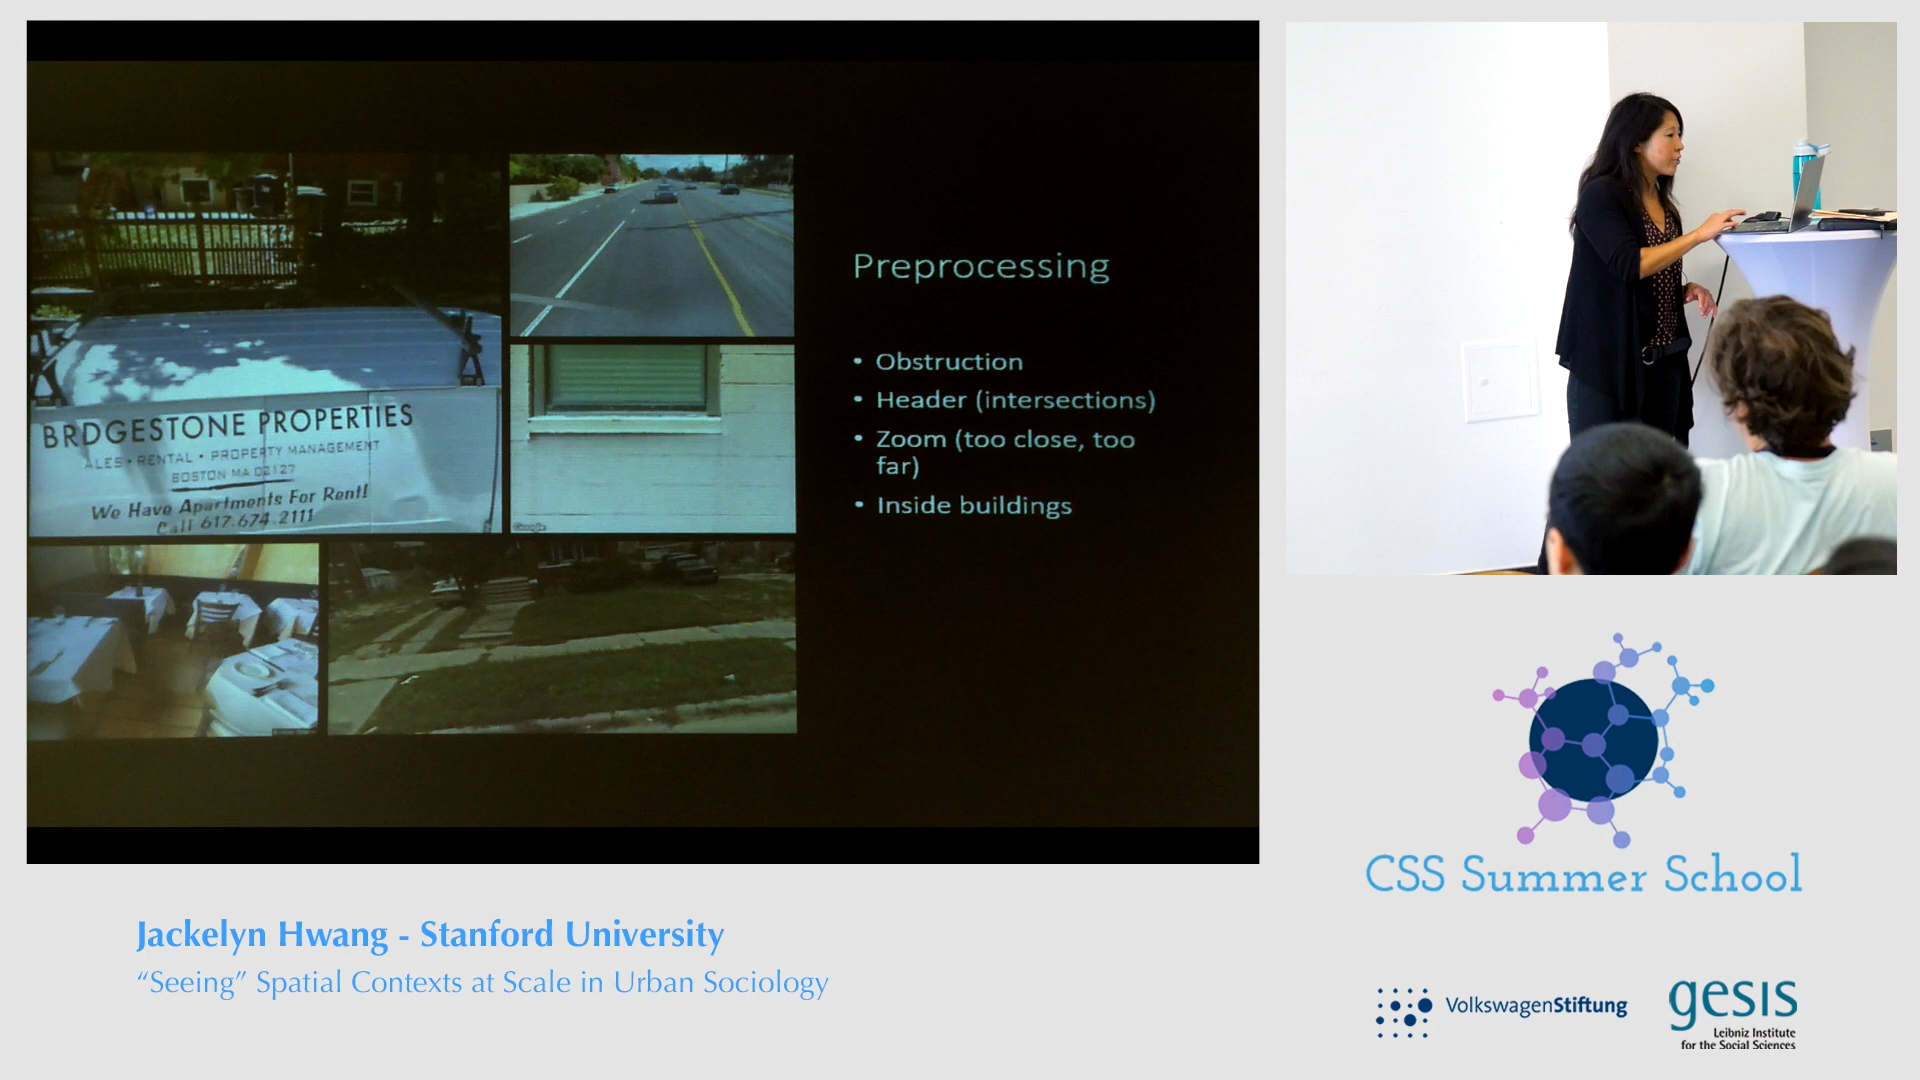 BRDGESTONE PROPERTIES
ALES • RENTAL • PROPERTY MANAGEMENT
BOSTON MA 02127
We Have Apartments For Rent!
Call 617.674.2111
Google
Preprocessing
• Obstruction
• Header (intersections)
• Zoom (too close, too
far)
• Inside buildings
CSS Summer School
Jackelyn Hwang - Stanford University
“Seeing” Spatial Contexts at Scale in Urban Sociology
VolkswagenStiftung
gesis
Leibniz Institute
for the Social Sciences